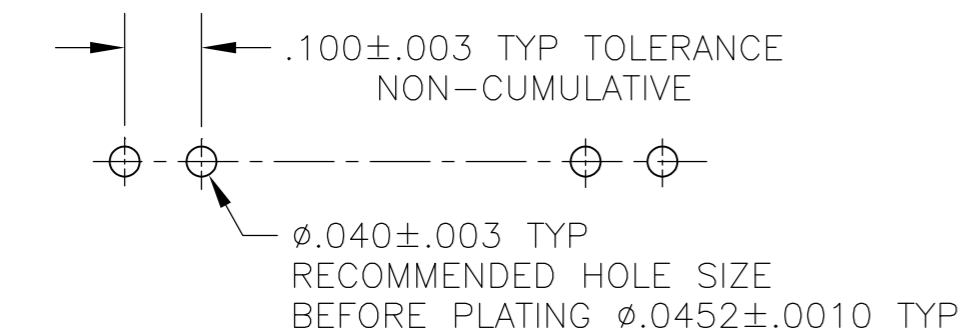 .100±.003 TYP TOLERANCE
NON−CUMULATIVE
⌀.040±.003 TYP
RECOMMENDED HOLE SIZE
BEFORE PLATING ⌀.0452±.0010 TYP